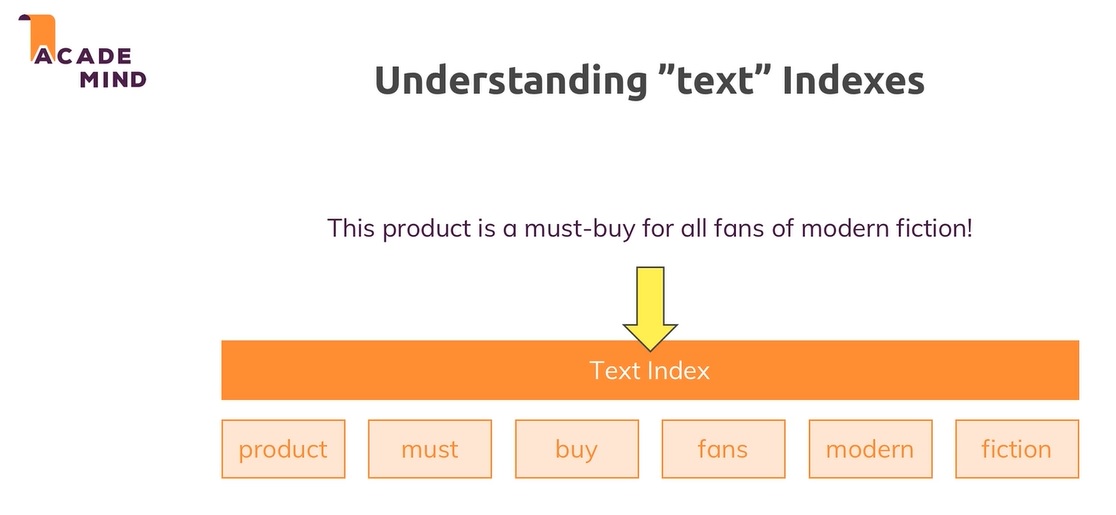 ACADE
MIND
Understanding ”text” Indexes
This product is a must-buy for all fans of modern fiction!
Text Index
product must buy fans modern fiction